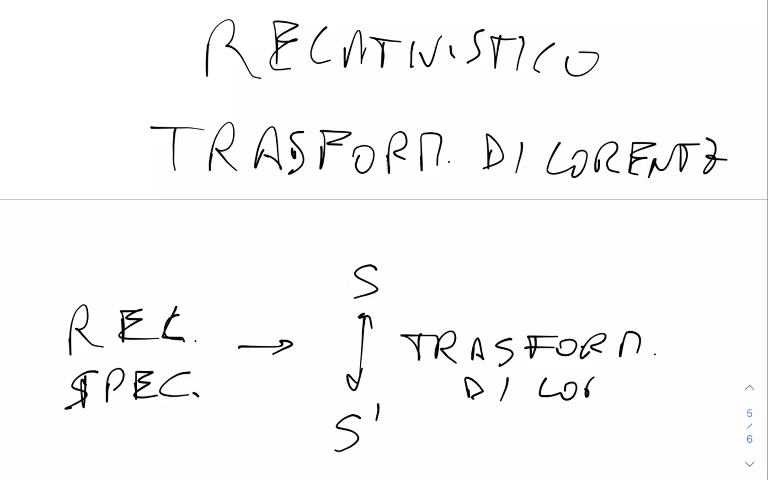 RELATIVISTICO
TRASFORM. DI LORENTZ
S
REL. → ↕ TRASFORM.
SPEC. DI LOR
S'
5
/
6